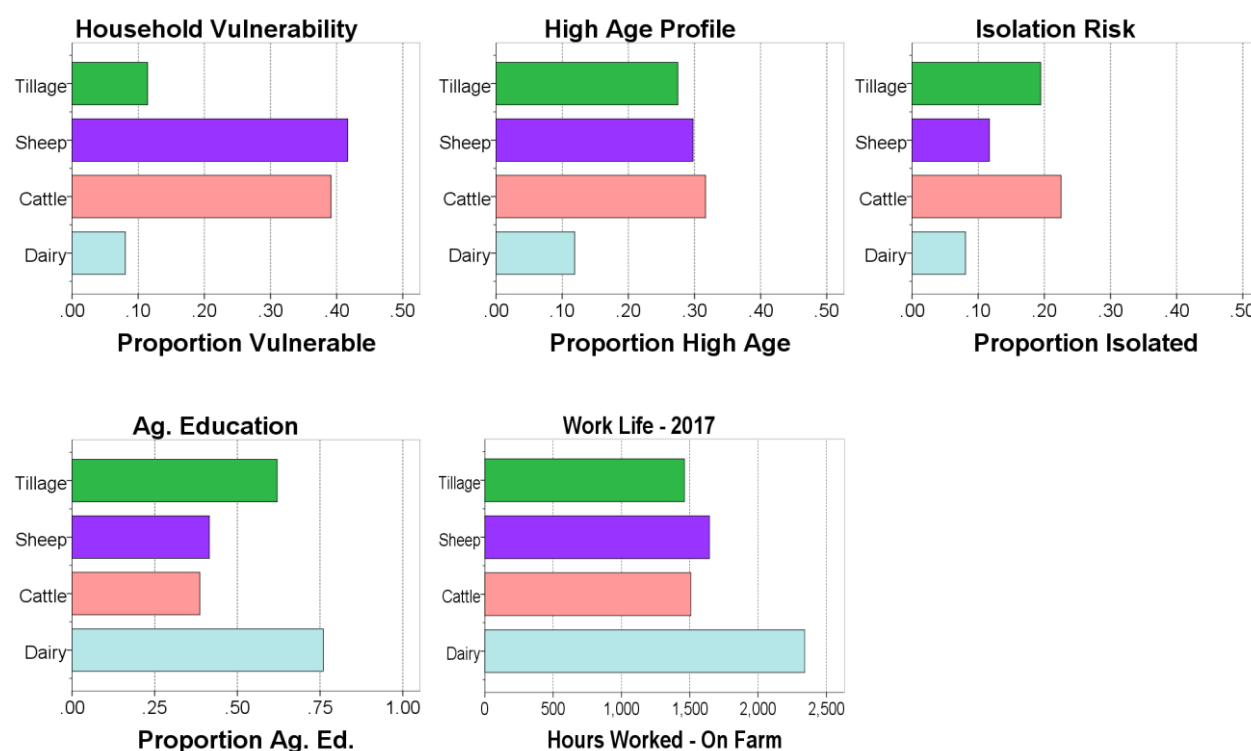 Household Vulnerability
Tillage
Sheep
Cattle
Dairy
.00 .10 .20 .30 .40 .50
Proportion Vulnerable
High Age Profile
Tillage
Sheep
Cattle
Dairy
.00 .10 .20 .30 .40 .50
Proportion High Age
Isolation Risk
Tillage
Sheep
Cattle
Dairy
.00 .10 .20 .30 .40 .50
Proportion Isolated
Ag. Education
Tillage
Sheep
Cattle
Dairy
.00 .25 .50 .75 1.00
Proportion Ag. Ed.
Work Life - 2017
Tillage
Sheep
Cattle
Dairy
0 500 1,000 1,500 2,000 2,500
Hours Worked - On Farm